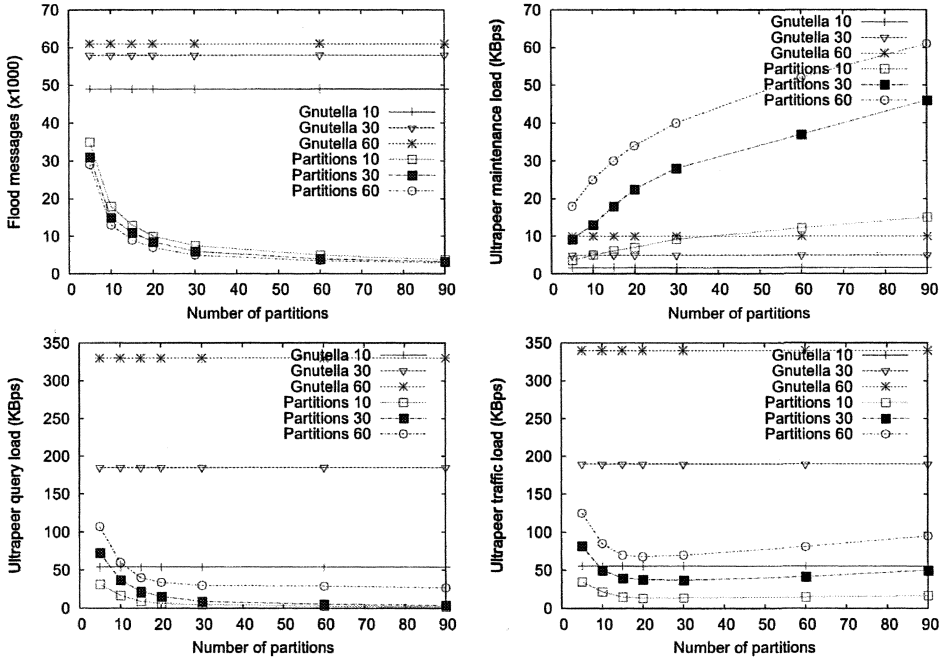 Flood messages (x1000)
70
60
50
40
30
20
10
0
Gnutella 10
Gnutella 30
Gnutella 60
Partitions 10
Partitions 30
Partitions 60
0 10 20 30 40 50 60 70 80 90
Number of partitions
Ultrapeer maintenance load (KBps)
70
60
50
40
30
20
10
0
Gnutella 10
Gnutella 30
Gnutella 60
Partitions 10
Partitions 30
Partitions 60
0 10 20 30 40 50 60 70 80 90
Number of partitions
Ultrapeer query load (KBps)
350
300
250
200
150
100
50
0
Gnutella 10
Gnutella 30
Gnutella 60
Partitions 10
Partitions 30
Partitions 60
0 10 20 30 40 50 60 70 80 90
Number of partitions
Ultrapeer traffic load (KBps)
350
300
250
200
150
100
50
0
Gnutella 10
Gnutella 30
Gnutella 60
Partitions 10
Partitions 30
Partitions 60
0 10 20 30 40 50 60 70 80 90
Number of partitions